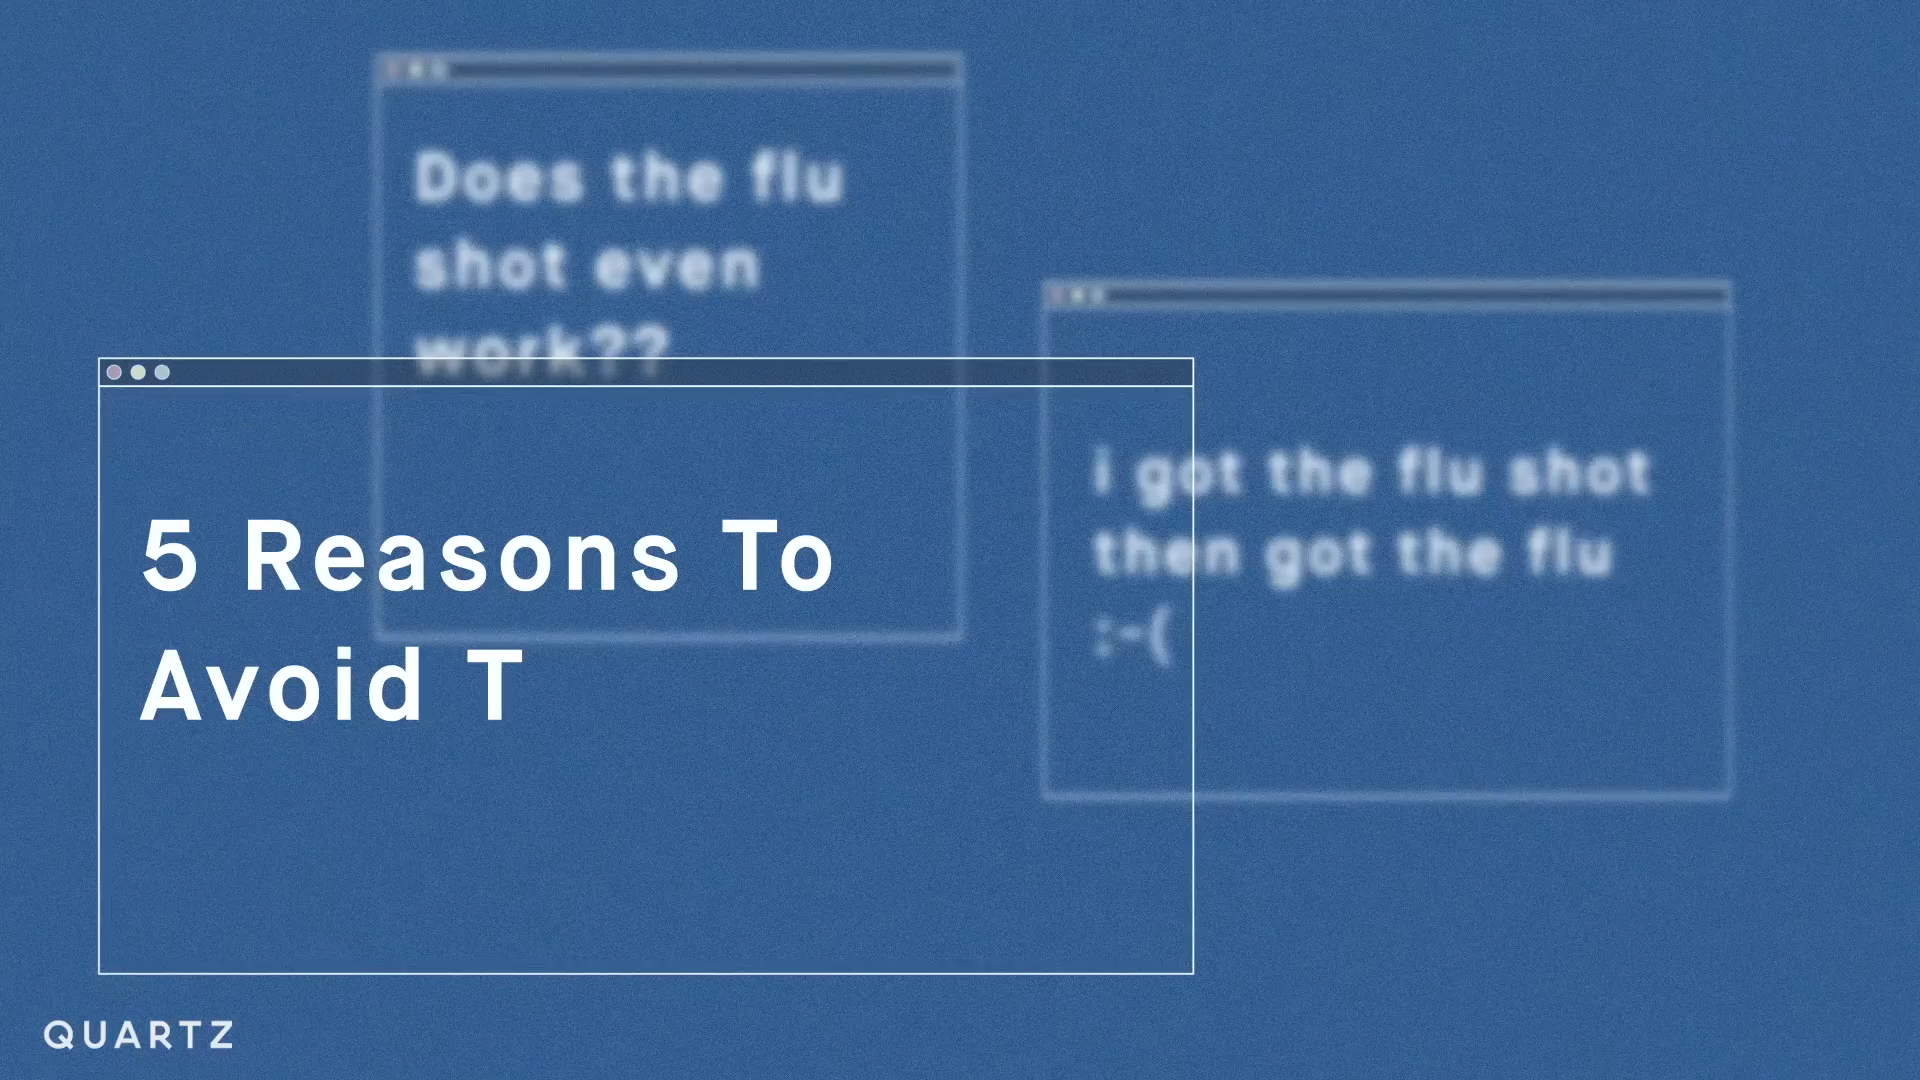 Does the flu
shot even
work??
i got the flu shot
then got the flu
:-(
5 Reasons To
Avoid T
QUARTZ